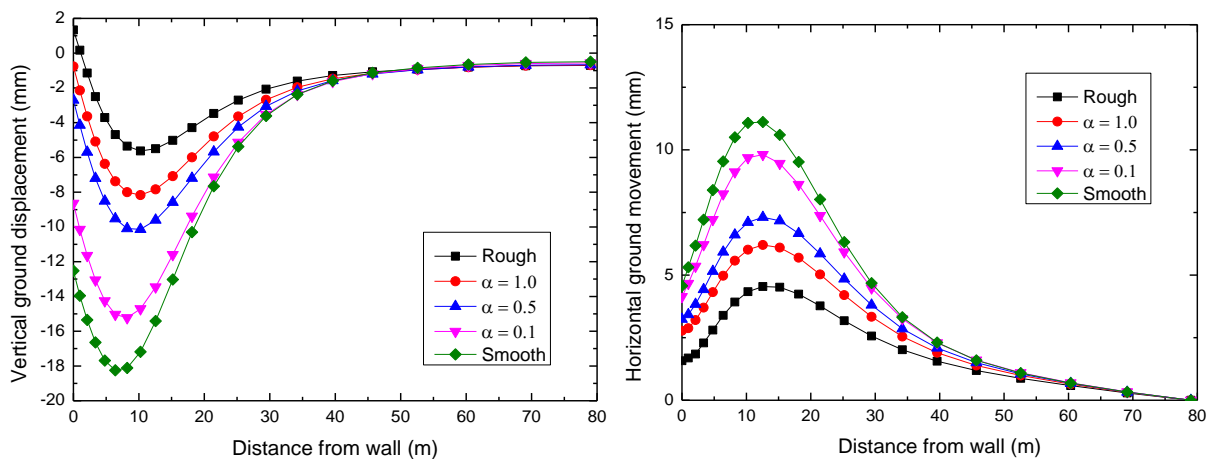 2
0
-2
-4
-6
-8
-10
-12
-14
-16
-18
-20
0 10 20 30 40 50 60 70 80
Vertical ground displacement (mm)
Distance from wall (m)
Rough
α = 1.0
α = 0.5
α = 0.1
Smooth
15
10
5
0
0 10 20 30 40 50 60 70 80
Horizontal ground movement (mm)
Distance from wall (m)
Rough
α = 1.0
α = 0.5
α = 0.1
Smooth